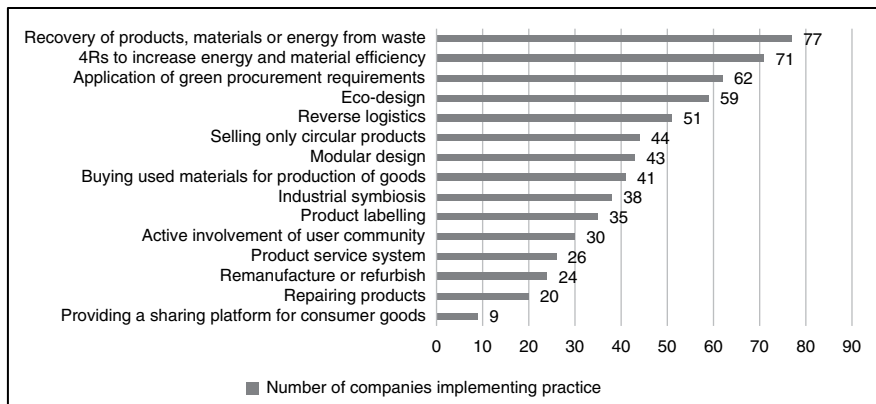 Recovery of products, materials or energy from waste 77
4Rs to increase energy and material efficiency 71
Application of green procurement requirements 62
Eco-design 59
Reverse logistics 51
Selling only circular products 44
Modular design 43
Buying used materials for production of goods 41
Industrial symbiosis 38
Product labelling 35
Active involvement of user community 30
Product service system 26
Remanufacture or refurbish 24
Repairing products 20
Providing a sharing platform for consumer goods 9
0 10 20 30 40 50 60 70 80 90
Number of companies implementing practice